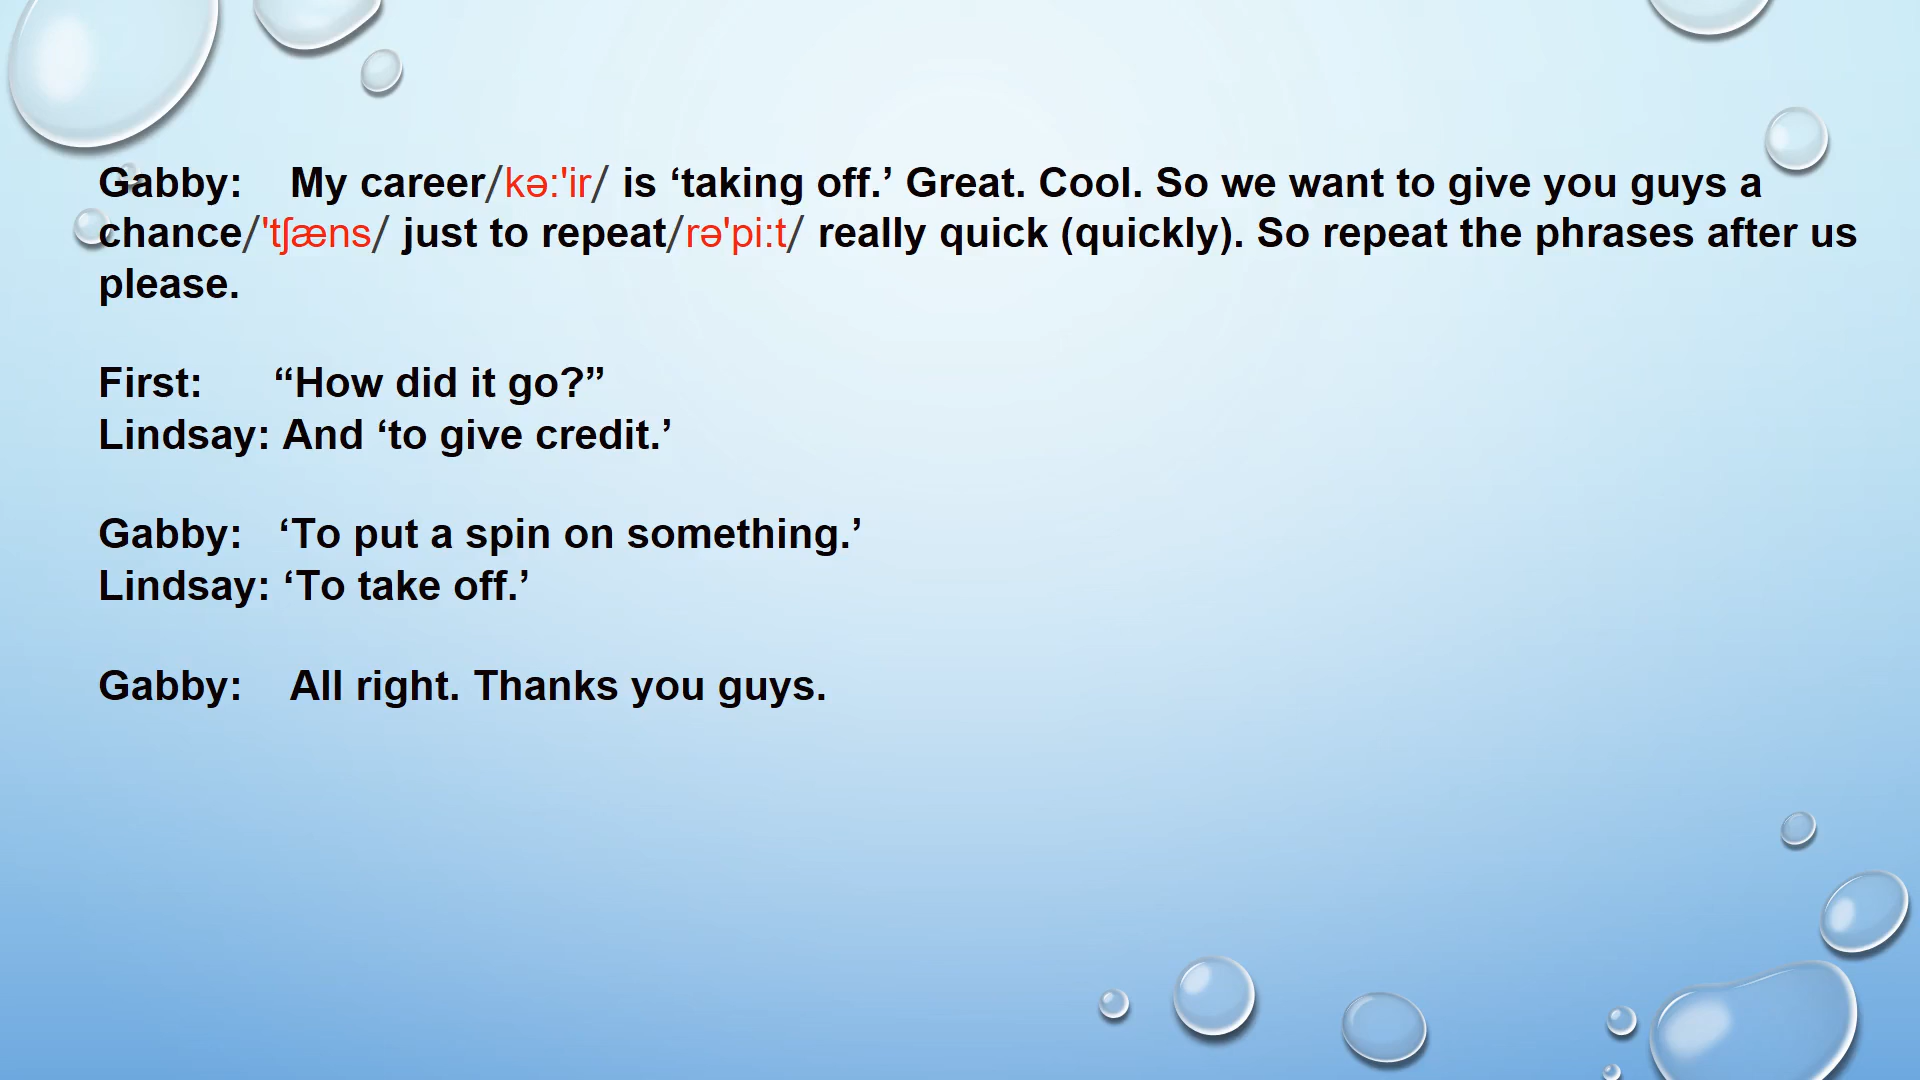 Gabby: My career/kə:'ir/ is ‘taking off.’ Great. Cool. So we want to give you guys a
chance/'tʃæns/ just to repeat/rə'pi:t/ really quick (quickly). So repeat the phrases after us
please.
First: “How did it go?”
Lindsay: And ‘to give credit.’
Gabby: ‘To put a spin on something.’
Lindsay: ‘To take off.’
Gabby: All right. Thanks you guys.